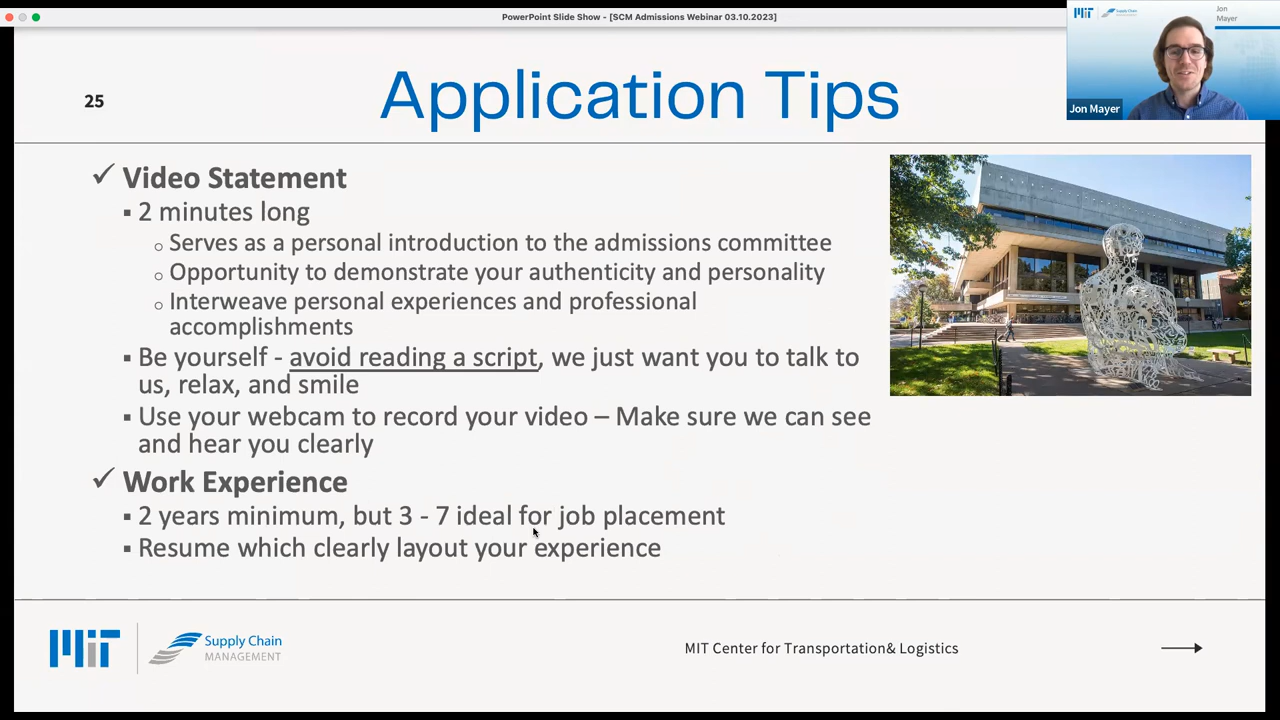 PowerPoint Slide Show - [SCM Admissions Webinar 03.10.2023]
MIT
Supply Chain
MANAGEMENT
Jon
Mayer
Jon Mayer
25
Application Tips
✓ Video Statement
▪ 2 minutes long
o Serves as a personal introduction to the admissions committee
o Opportunity to demonstrate your authenticity and personality
o Interweave personal experiences and professional
accomplishments
▪ Be yourself - avoid reading a script, we just want you to talk to
us, relax, and smile
▪ Use your webcam to record your video – Make sure we can see
and hear you clearly
✓ Work Experience
▪ 2 years minimum, but 3 - 7 ideal for job placement
▪ Resume which clearly layout your experience
MIT
Supply Chain
MANAGEMENT
MIT Center for Transportation& Logistics